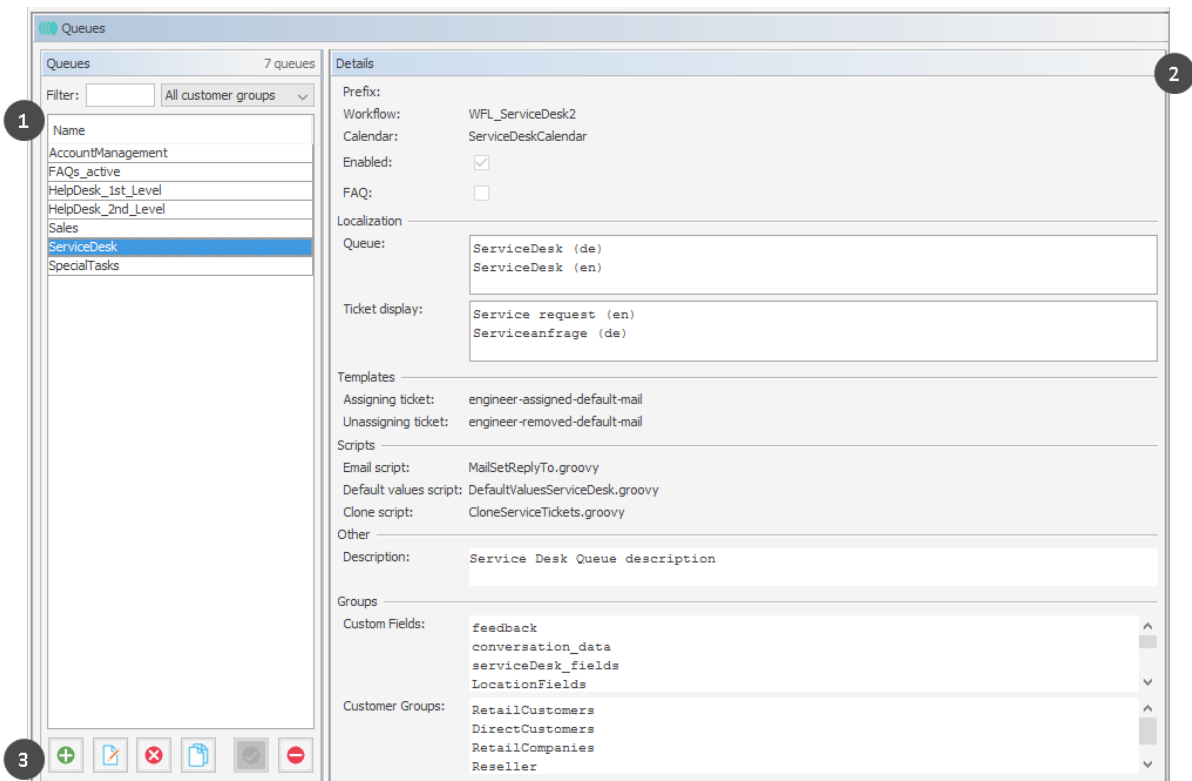 Queues
Queues 7 queues
Filter: All customer groups
1
Name
AccountManagement
FAQs_active
HelpDesk_1st_Level
HelpDesk_2nd_Level
Sales
ServiceDesk
SpecialTasks
3
Details
2
Prefix:
Workflow: WFL_ServiceDesk2
Calendar: ServiceDeskCalendar
Enabled:
FAQ:
Localization
Queue: ServiceDesk (de)
ServiceDesk (en)
Ticket display: Service request (en)
Serviceanfrage (de)
Templates
Assigning ticket: engineer-assigned-default-mail
Unassigning ticket: engineer-removed-default-mail
Scripts
Email script: MailSetReplyTo.groovy
Default values script: DefaultValuesServiceDesk.groovy
Clone script: CloneServiceTickets.groovy
Other
Description: Service Desk Queue description
Groups
Custom Fields: feedback
conversation_data
serviceDesk_fields
LocationFields
Customer Groups: RetailCustomers
DirectCustomers
RetailCompanies
Reseller